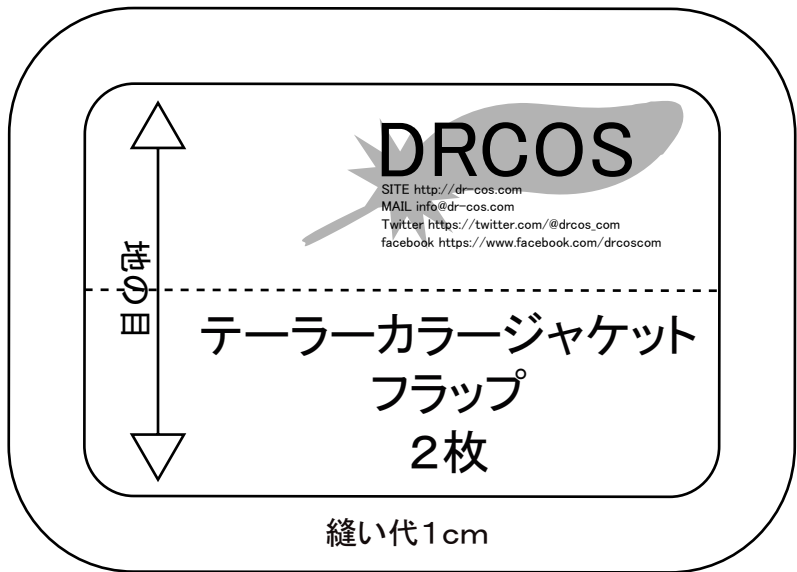 DRCOS
SITE http://dr-cos.com
MAIL info@dr-cos.com
Twitter https://twitter.com/@drcos_com
facebook https://www.facebook.com/drcoscom
地の目
テーラーカラージャケット
フラップ
２枚
縫い代１cm